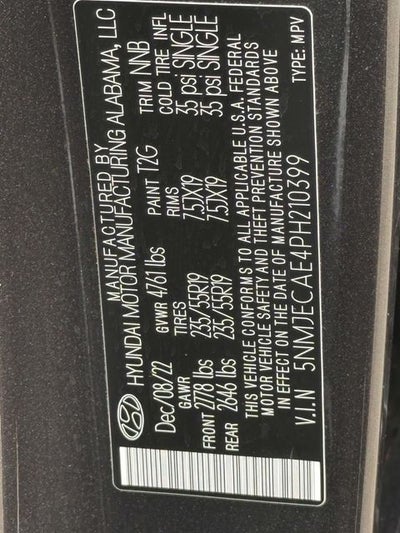 MANUFACTURED BY
HYUNDAI MOTOR MANUFACTURING ALABAMA, LLC
Dec/08/22 GVWR 4761 lbs PAINT T2G TRIM NNB
GAWR TIRES RIMS COLD TIRE INFL
FRONT 2778 lbs 235/55R19 7.5JX19 35 psi SINGLE
REAR 2646 lbs 235/55R19 7.5JX19 35 psi SINGLE
THIS VEHICLE CONFORMS TO ALL APPLICABLE U.S.A. FEDERAL
MOTOR VEHICLE SAFETY AND THEFT PREVENTION STANDARDS
IN EFFECT ON THE DATE OF MANUFACTURE SHOWN ABOVE.
V.I.N 5NMJECAE4PH210399 TYPE: MPV